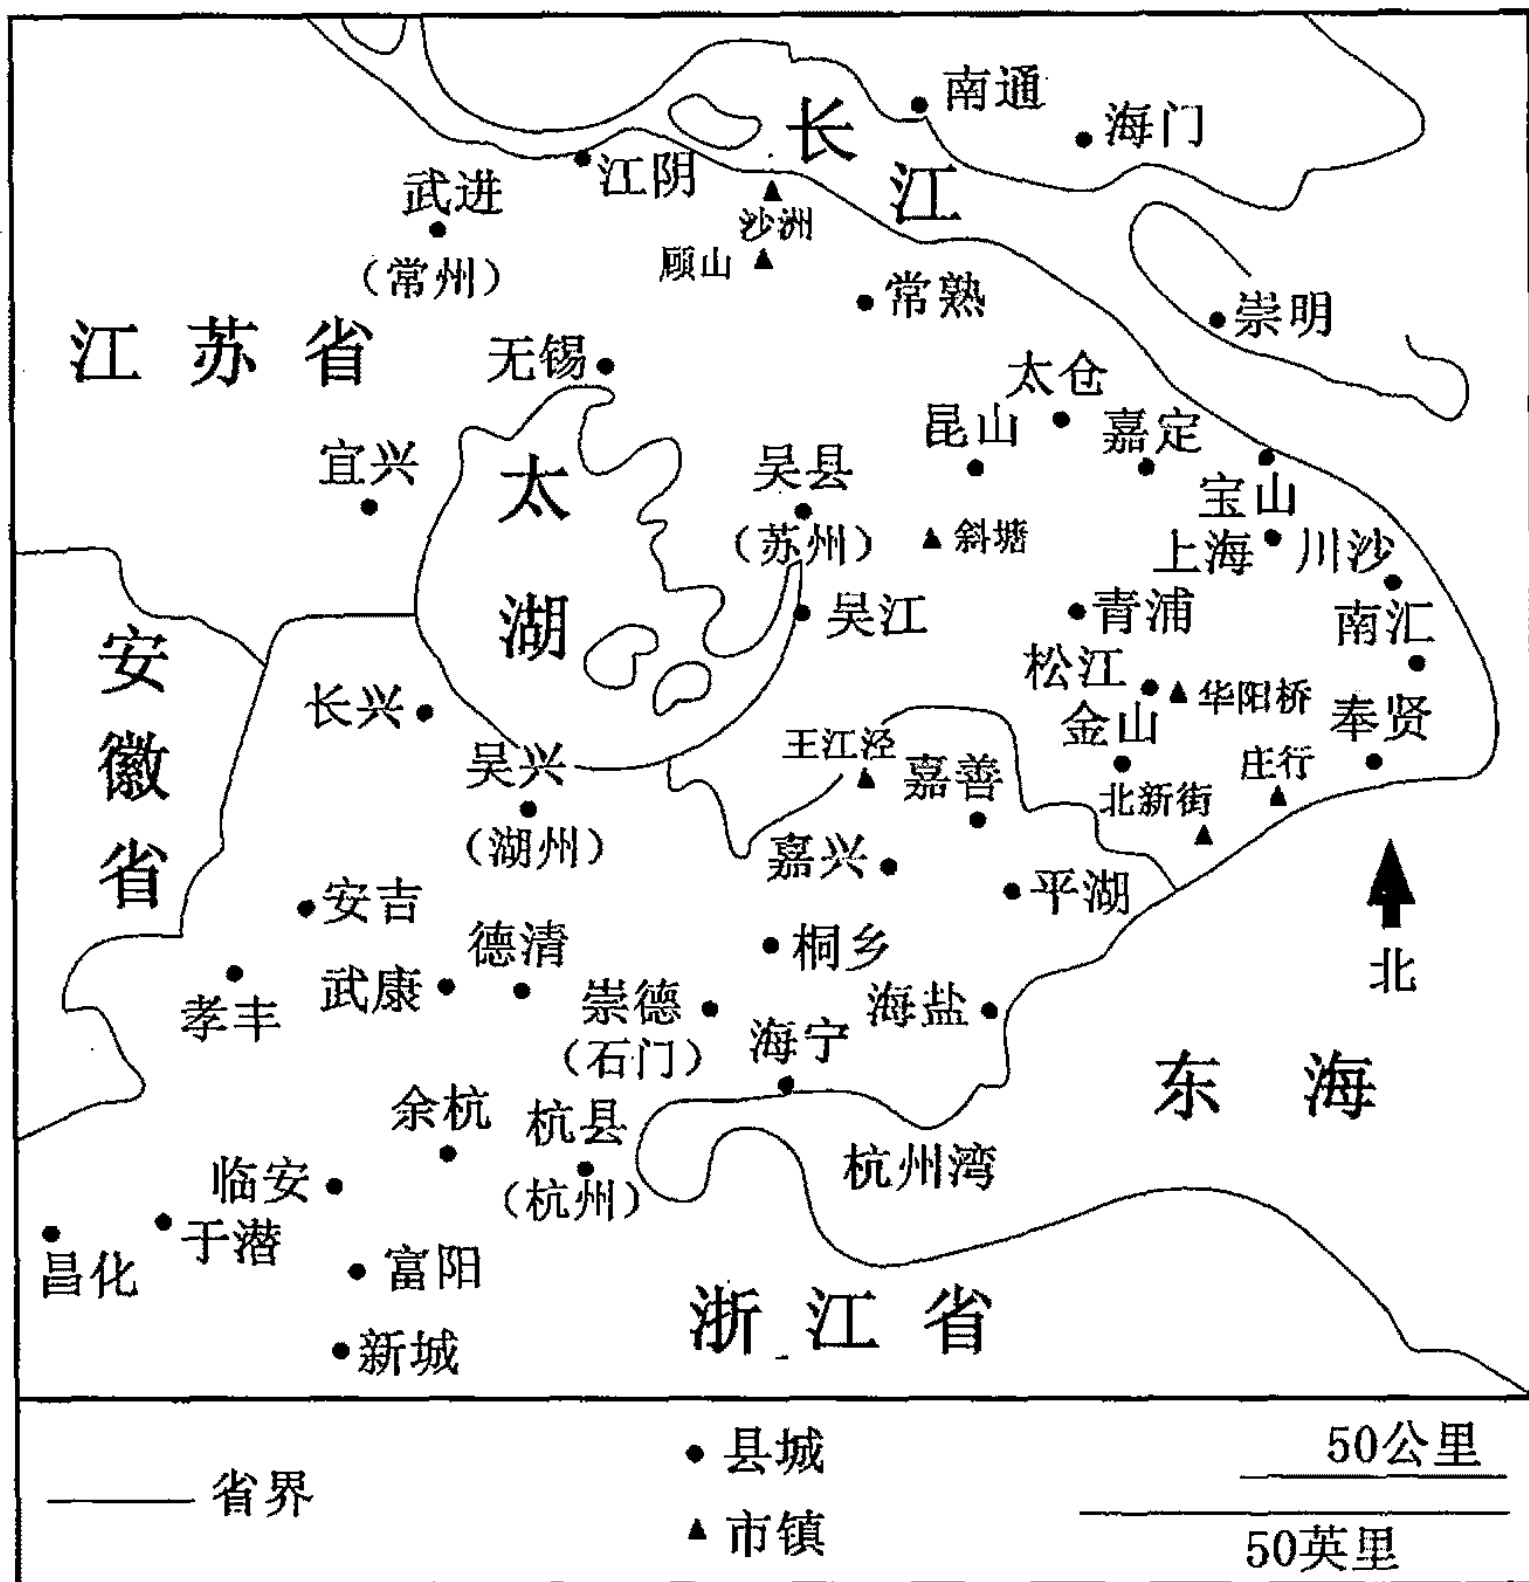 南通
海门
长江
江阴
武进
（常州）
沙洲
顾山
常熟
崇明
江苏省
无锡
太仓
昆山
嘉定
宜兴
太湖
吴县
（苏州）
宝山
斜塘
上海
川沙
青浦
吴江
南汇
安徽省
松江
华阳桥
长兴
金山
奉贤
王江泾
吴兴
（湖州）
嘉善
庄行
北新街
嘉兴
平湖
安吉
德清
桐乡
北
孝丰
武康
崇德
（石门）
海盐
海宁
东海
余杭
杭县
（杭州）
杭州湾
临安
于潜
昌化
富阳
浙江省
新城
省界
县城
市镇
50公里
50英里